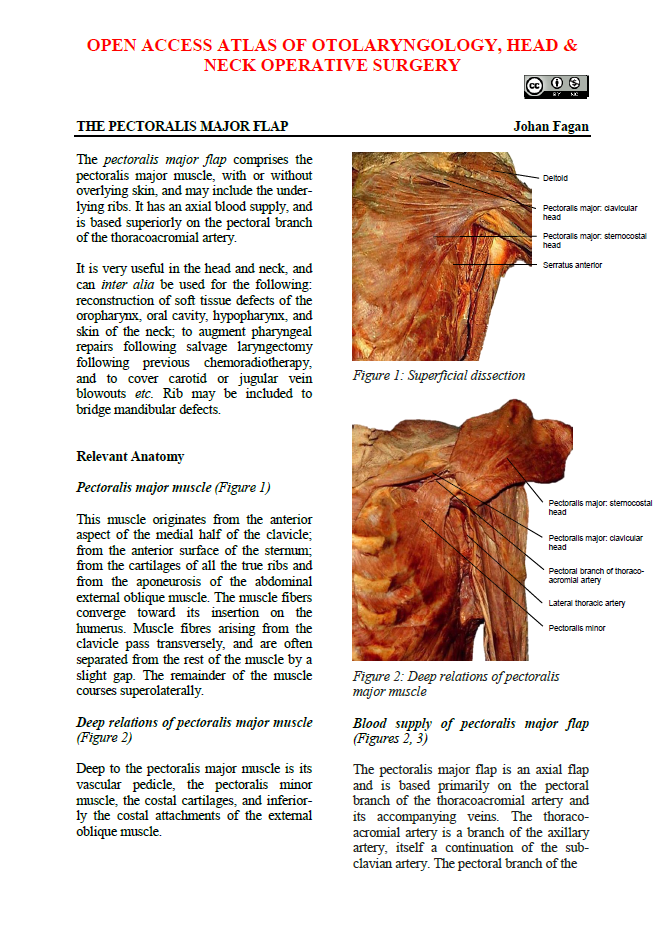 OPEN ACCESS ATLAS OF OTOLARYNGOLOGY, HEAD &
NECK OPERATIVE SURGERY
cc
BY NC
THE PECTORALIS MAJOR FLAP Johan Fagan
The pectoralis major flap comprises the
pectoralis major muscle, with or without
overlying skin, and may include the under-
lying ribs. It has an axial blood supply, and
is based superiorly on the pectoral branch
of the thoracoacromial artery.
It is very useful in the head and neck, and
can inter alia be used for the following:
reconstruction of soft tissue defects of the
oropharynx, oral cavity, hypopharynx, and
skin of the neck; to augment pharyngeal
repairs following salvage laryngectomy
following previous chemoradiotherapy,
and to cover carotid or jugular vein
blowouts etc. Rib may be included to
bridge mandibular defects.
Relevant Anatomy
Pectoralis major muscle (Figure 1)
This muscle originates from the anterior
aspect of the medial half of the clavicle;
from the anterior surface of the sternum;
from the cartilages of all the true ribs and
from the aponeurosis of the abdominal
external oblique muscle. The muscle fibers
converge toward its insertion on the
humerus. Muscle fibres arising from the
clavicle pass transversely, and are often
separated from the rest of the muscle by a
slight gap. The remainder of the muscle
courses superolaterally.
Deep relations of pectoralis major muscle
(Figure 2)
Deep to the pectoralis major muscle is its
vascular pedicle, the pectoralis minor
muscle, the costal cartilages, and inferior-
ly the costal attachments of the external
oblique muscle.
Deltoid
Pectoralis major: clavicular
head
Pectoralis major: sternocostal
head
Serratus anterior
Figure 1: Superficial dissection
Pectoralis major: sternocostal
head
Pectoralis major: clavicular
head
Pectoral branch of thoraco-
acromial artery
Lateral thoracic artery
Pectoralis minor
Figure 2: Deep relations of pectoralis
major muscle
Blood supply of pectoralis major flap
(Figures 2, 3)
The pectoralis major flap is an axial flap
and is based primarily on the pectoral
branch of the thoracoacromial artery and
its accompanying veins. The thoraco-
acromial artery is a branch of the axillary
artery, itself a continuation of the sub-
clavian artery. The pectoral branch of the